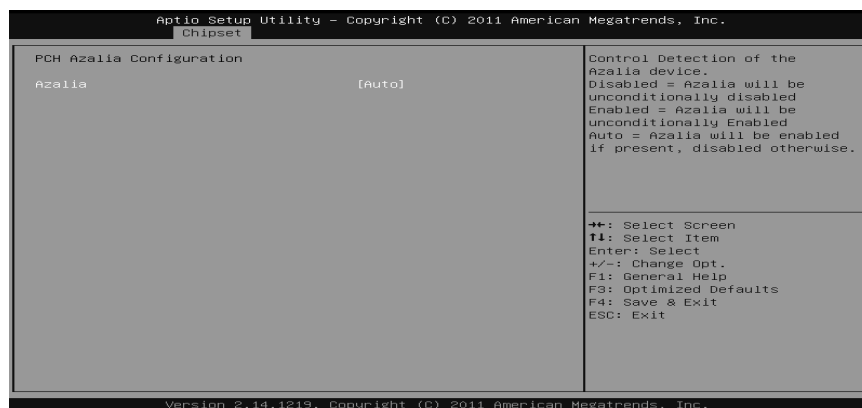 Aptio Setup Utility – Copyright (C) 2011 American Megatrends, Inc.
Chipset
PCH Azalia Configuration
Azalia [Auto]
Control Detection of the
Azalia device.
Disabled = Azalia will be
unconditionally disabled
Enabled = Azalia will be
unconditionally Enabled
Auto = Azalia will be enabled
if present, disabled otherwise.
→←: Select Screen
↑↓: Select Item
Enter: Select
+/-: Change Opt.
F1: General Help
F3: Optimized Defaults
F4: Save & Exit
ESC: Exit
Version 2.14.1219. Copyright (C) 2011 American Megatrends, Inc.